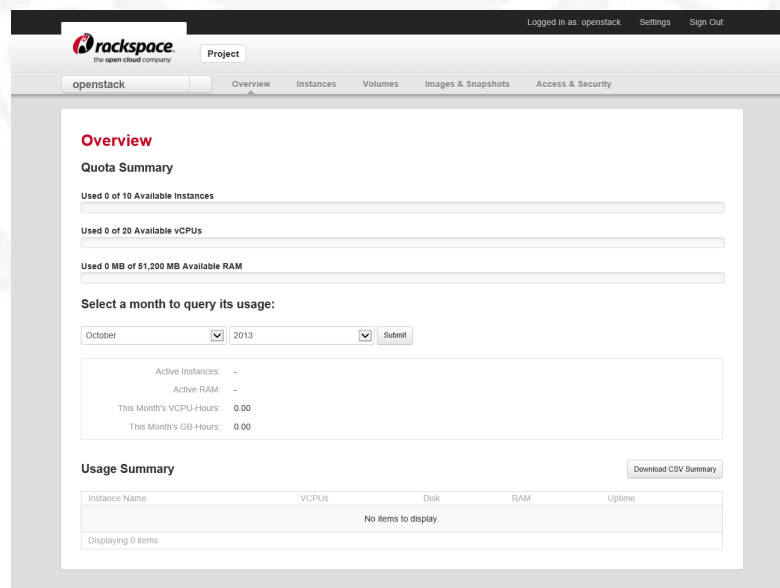 Logged in as: openstack Settings Sign Out
rackspace.
the open cloud company
Project
openstack Overview Instances Volumes Images & Snapshots Access & Security
Overview
Quota Summary
Used 0 of 10 Available Instances
Used 0 of 20 Available vCPUs
Used 0 MB of 51,200 MB Available RAM
Select a month to query its usage:
October 2013 Submit
Active Instances: -
Active RAM: -
This Month's VCPU-Hours: 0.00
This Month's GB-Hours: 0.00
Usage Summary Download CSV Summary
Instance Name VCPUs Disk RAM Uptime
No items to display.
Displaying 0 items